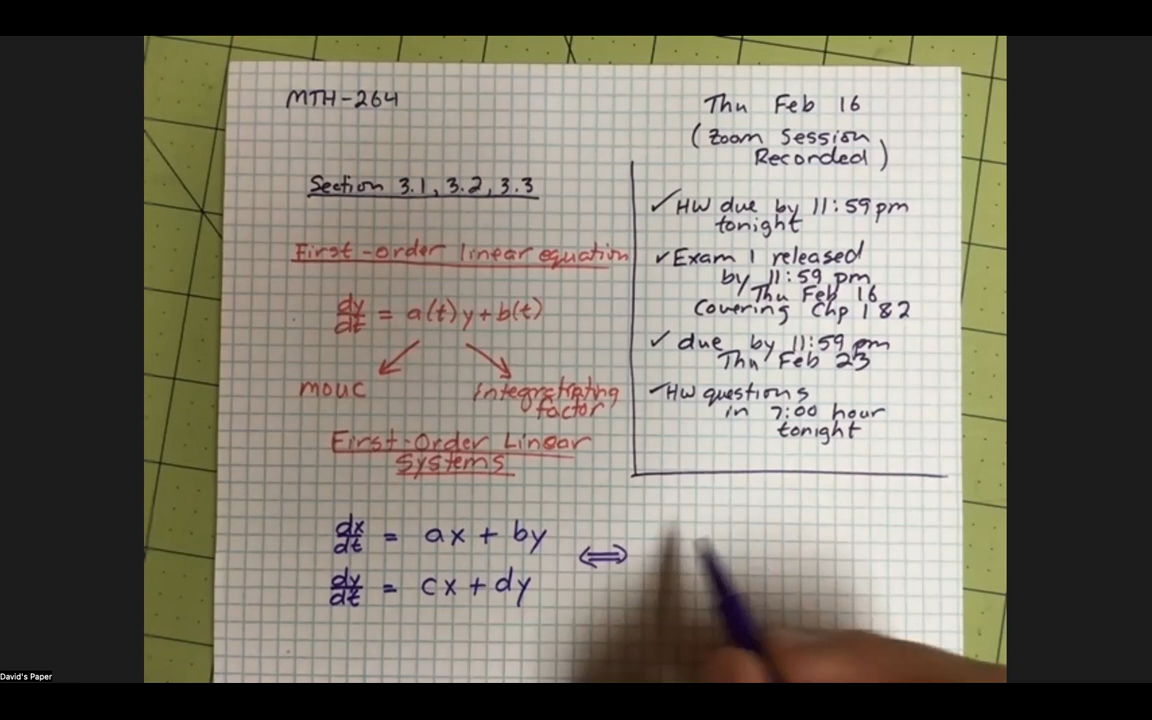 MTH-264
Thu Feb 16
(Zoom Session
Recorded)
Section 3.1, 3.2, 3.3
First-order linear equation
dy/dt = a(t)y + b(t)
mouc
integratrating
factor
First-Order Linear
Systems
✓HW due by 11:59pm
tonight
✓Exam 1 released
by 11:59 pm
Thu Feb 16
Covering Chp 1 & 2
✓ due by 11:59 pm
Thu Feb 23
✓HW questions
in 7:00 hour
tonight
dx/dt = ax + by ⟺
dy/dt = cx + dy
David's Paper